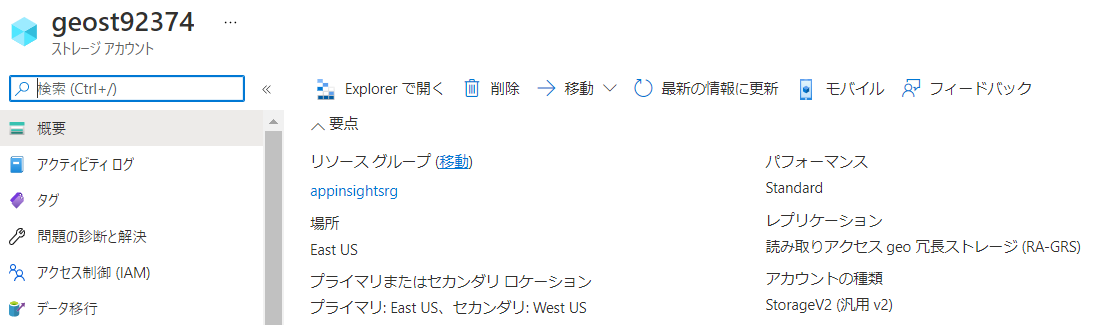 geost92374 ...
ストレージ アカウント
検索 (Ctrl+/)
«
Explorer で開く
削除
移動
最新の情報に更新
モバイル
フィードバック
概要
アクティビティ ログ
タグ
問題の診断と解決
アクセス制御 (IAM)
データ移行
要点
リソース グループ (移動)
appinsightsrg
場所
East US
プライマリまたはセカンダリ ロケーション
プライマリ: East US、セカンダリ: West US
パフォーマンス
Standard
レプリケーション
読み取りアクセス geo 冗長ストレージ (RA-GRS)
アカウントの種類
StorageV2 (汎用 v2)